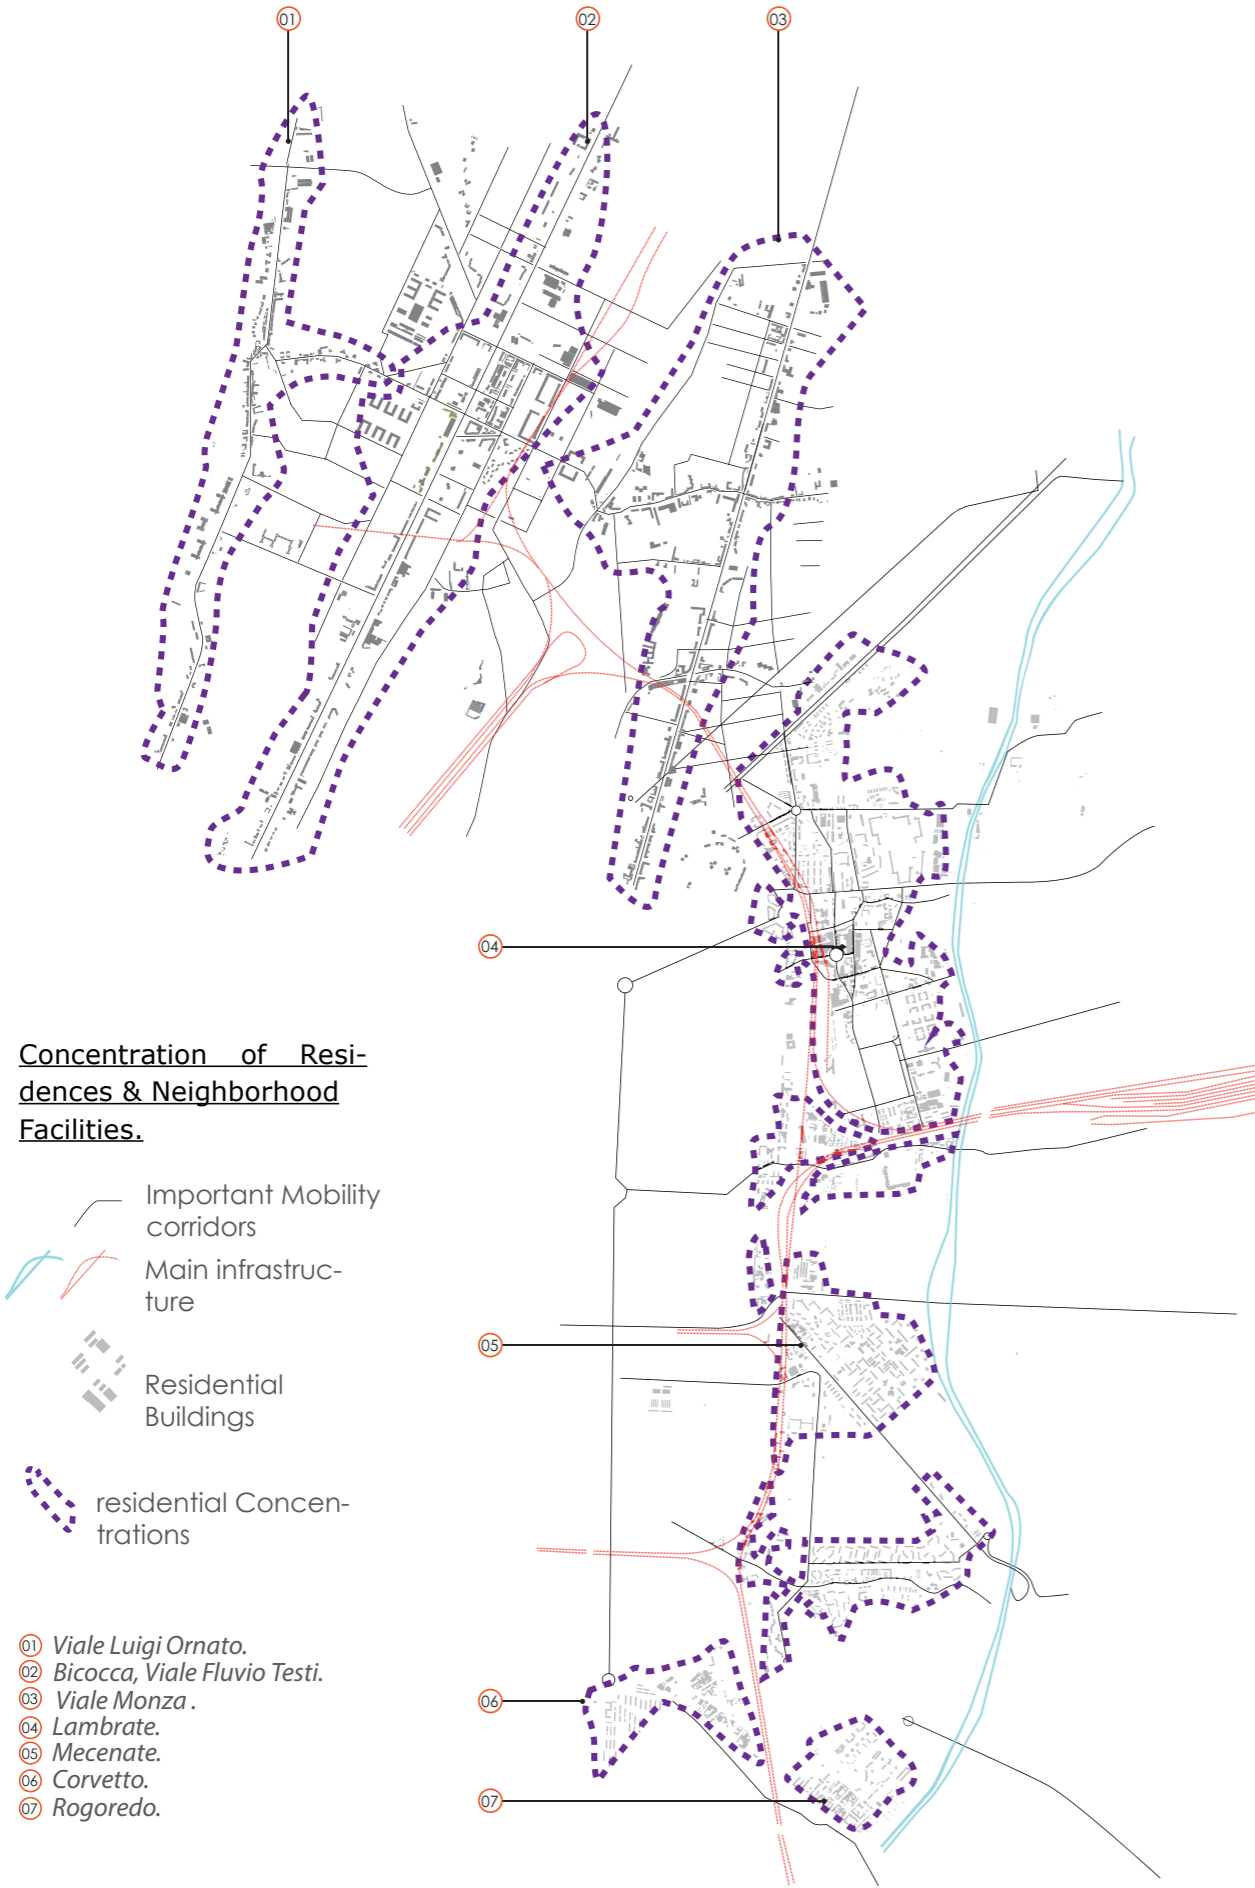 01
02
03
04
Concentration of Resi-
dences & Neighborhood
Facilities.
Important Mobility
corridors
Main infrastruc-
ture
05
Residential
Buildings
residential Concen-
trations
01 Viale Luigi Ornato.
02 Bicocca, Viale Fluvio Testi.
03 Viale Monza .
04 Lambrate.
05 Mecenate.
06 Corvetto.
07 Rogoredo.
06
07